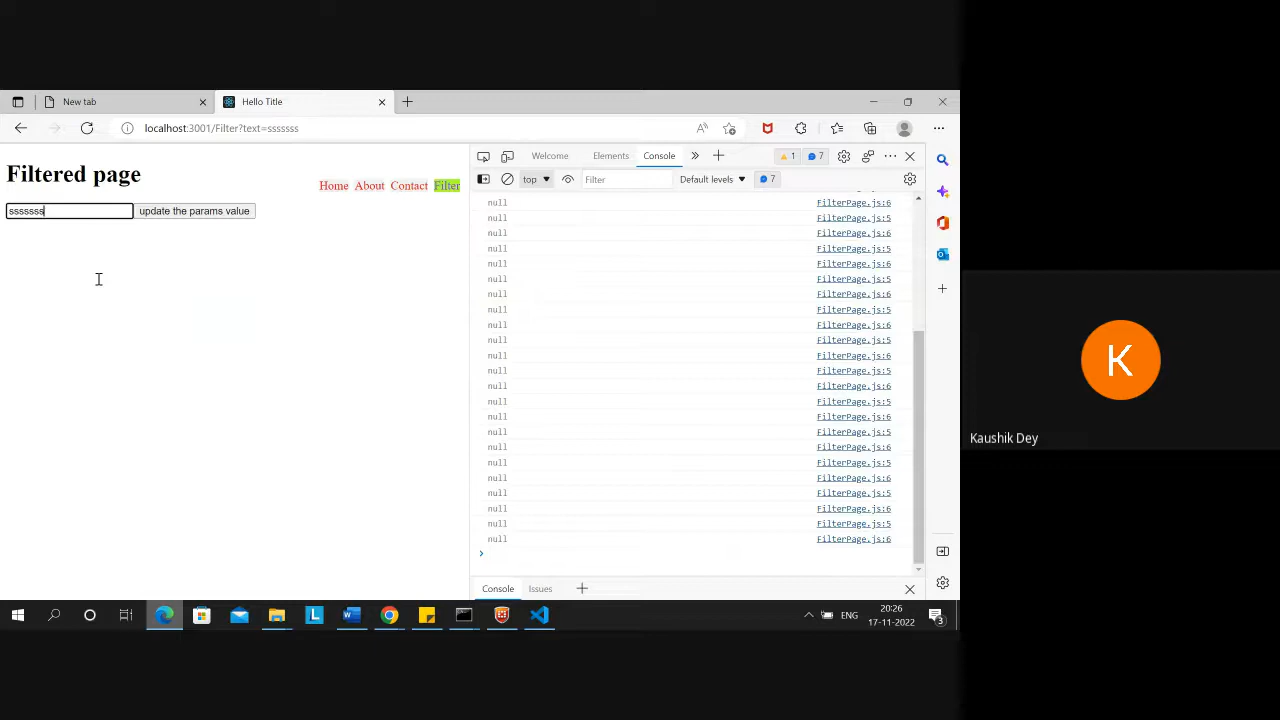 New tab
Hello Title
localhost:3001/Filter?text=sssssss
Filtered page
Home About Contact Filter
sssssss
update the params value
Welcome Elements Console 1 7
top Filter Default levels 7
null FilterPage.js:6
null FilterPage.js:5
null FilterPage.js:6
null FilterPage.js:5
null FilterPage.js:6
null FilterPage.js:5
null FilterPage.js:6
null FilterPage.js:5
null FilterPage.js:6
null FilterPage.js:5
null FilterPage.js:6
null FilterPage.js:5
null FilterPage.js:6
null FilterPage.js:5
null FilterPage.js:6
null FilterPage.js:5
null FilterPage.js:6
null FilterPage.js:5
null FilterPage.js:6
null FilterPage.js:5
null FilterPage.js:6
null FilterPage.js:5
null FilterPage.js:6
Console Issues
K
Kaushik Dey
ENG
20:26
17-11-2022
3